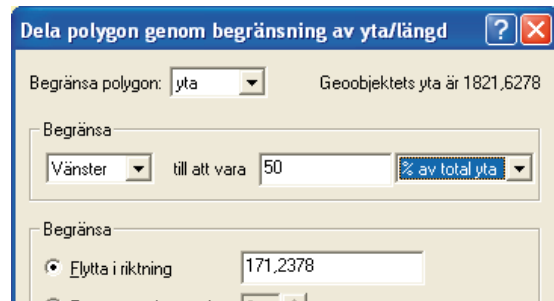 Dela polygon genom begränsning av yta/längd
Begränsa polygon: yta Geoobjektets yta är 1821,6278
Begränsa
Vänster till att vara 50 % av total yta
Begränsa
Flytta i riktning 171,2378